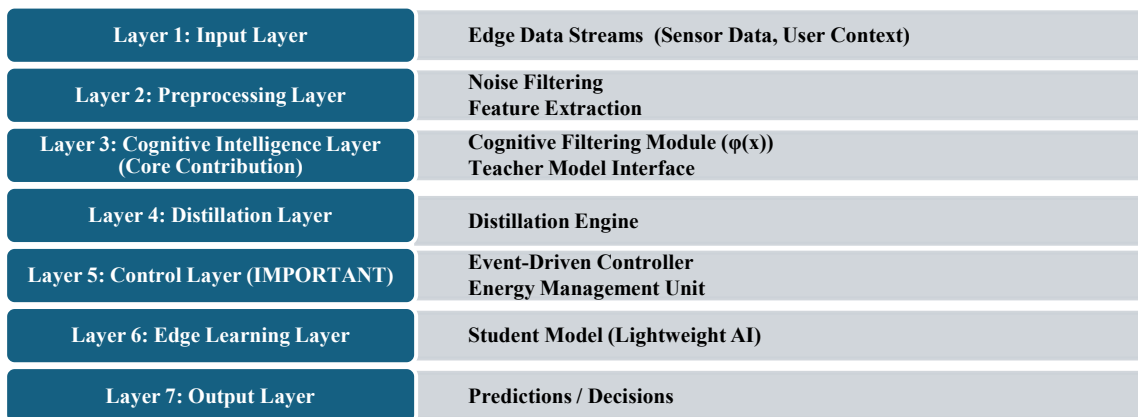 Layer 1: Input Layer
Edge Data Streams (Sensor Data, User Context)
Layer 2: Preprocessing Layer
Noise Filtering
Feature Extraction
Layer 3: Cognitive Intelligence Layer
(Core Contribution)
Cognitive Filtering Module (φ(x))
Teacher Model Interface
Layer 4: Distillation Layer
Distillation Engine
Layer 5: Control Layer (IMPORTANT)
Event-Driven Controller
Energy Management Unit
Layer 6: Edge Learning Layer
Student Model (Lightweight AI)
Layer 7: Output Layer
Predictions / Decisions